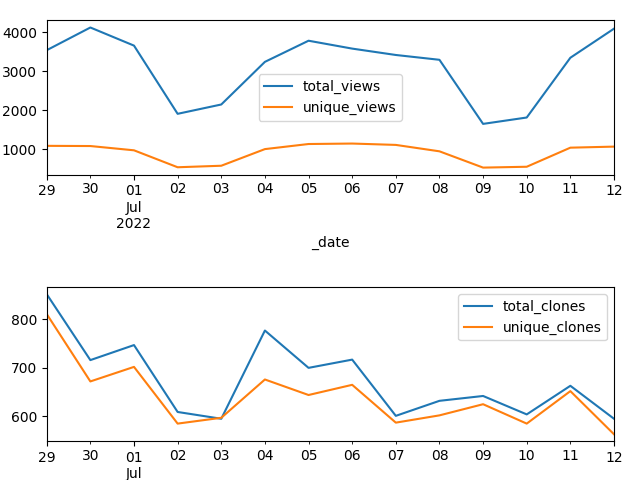 4000
3000
2000
1000
total_views
unique_views
29 30 01 02 03 04 05 06 07 08 09 10 11 12
Jul
2022
_date
800
700
600
total_clones
unique_clones
29 30 01 02 03 04 05 06 07 08 09 10 11 12
Jul